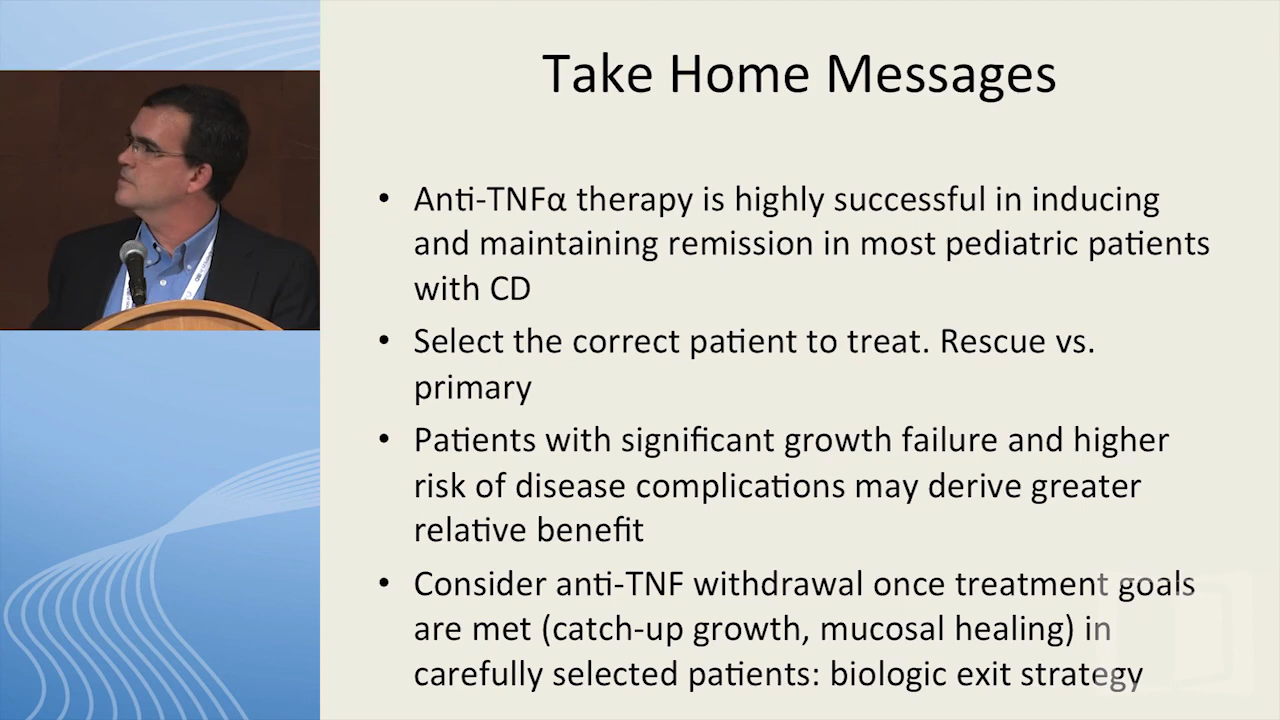 Take Home Messages
• Anti-TNFα therapy is highly successful in inducing
and maintaining remission in most pediatric patients
with CD
• Select the correct patient to treat. Rescue vs.
primary
• Patients with significant growth failure and higher
risk of disease complications may derive greater
relative benefit
• Consider anti-TNF withdrawal once treatment goals
are met (catch-up growth, mucosal healing) in
carefully selected patients: biologic exit strategy